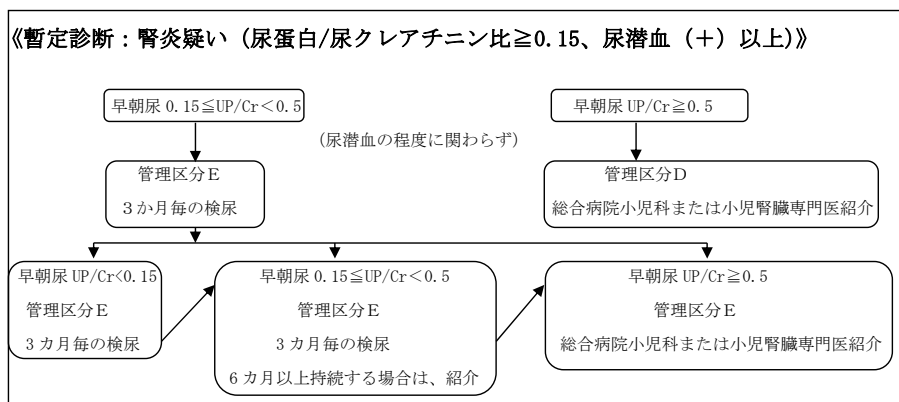 《暫定診断：腎炎疑い（尿蛋白/尿クレアチニン比≧0.15、尿潜血（+）以上)》
早朝尿 0.15≦UP/Cr＜0.5
早朝尿 UP/Cr≧0.5
(尿潜血の程度に関わらず)
管理区分E
3か月毎の検尿
管理区分D
総合病院小児科または小児腎臓専門医紹介
早朝尿 UP/Cr<0.15
管理区分E
3カ月毎の検尿
早朝尿 0.15≦UP/Cr＜0.5
管理区分E
3カ月毎の検尿
6カ月以上持続する場合は、紹介
早朝尿 UP/Cr≧0.5
管理区分E
総合病院小児科または小児腎臓専門医紹介